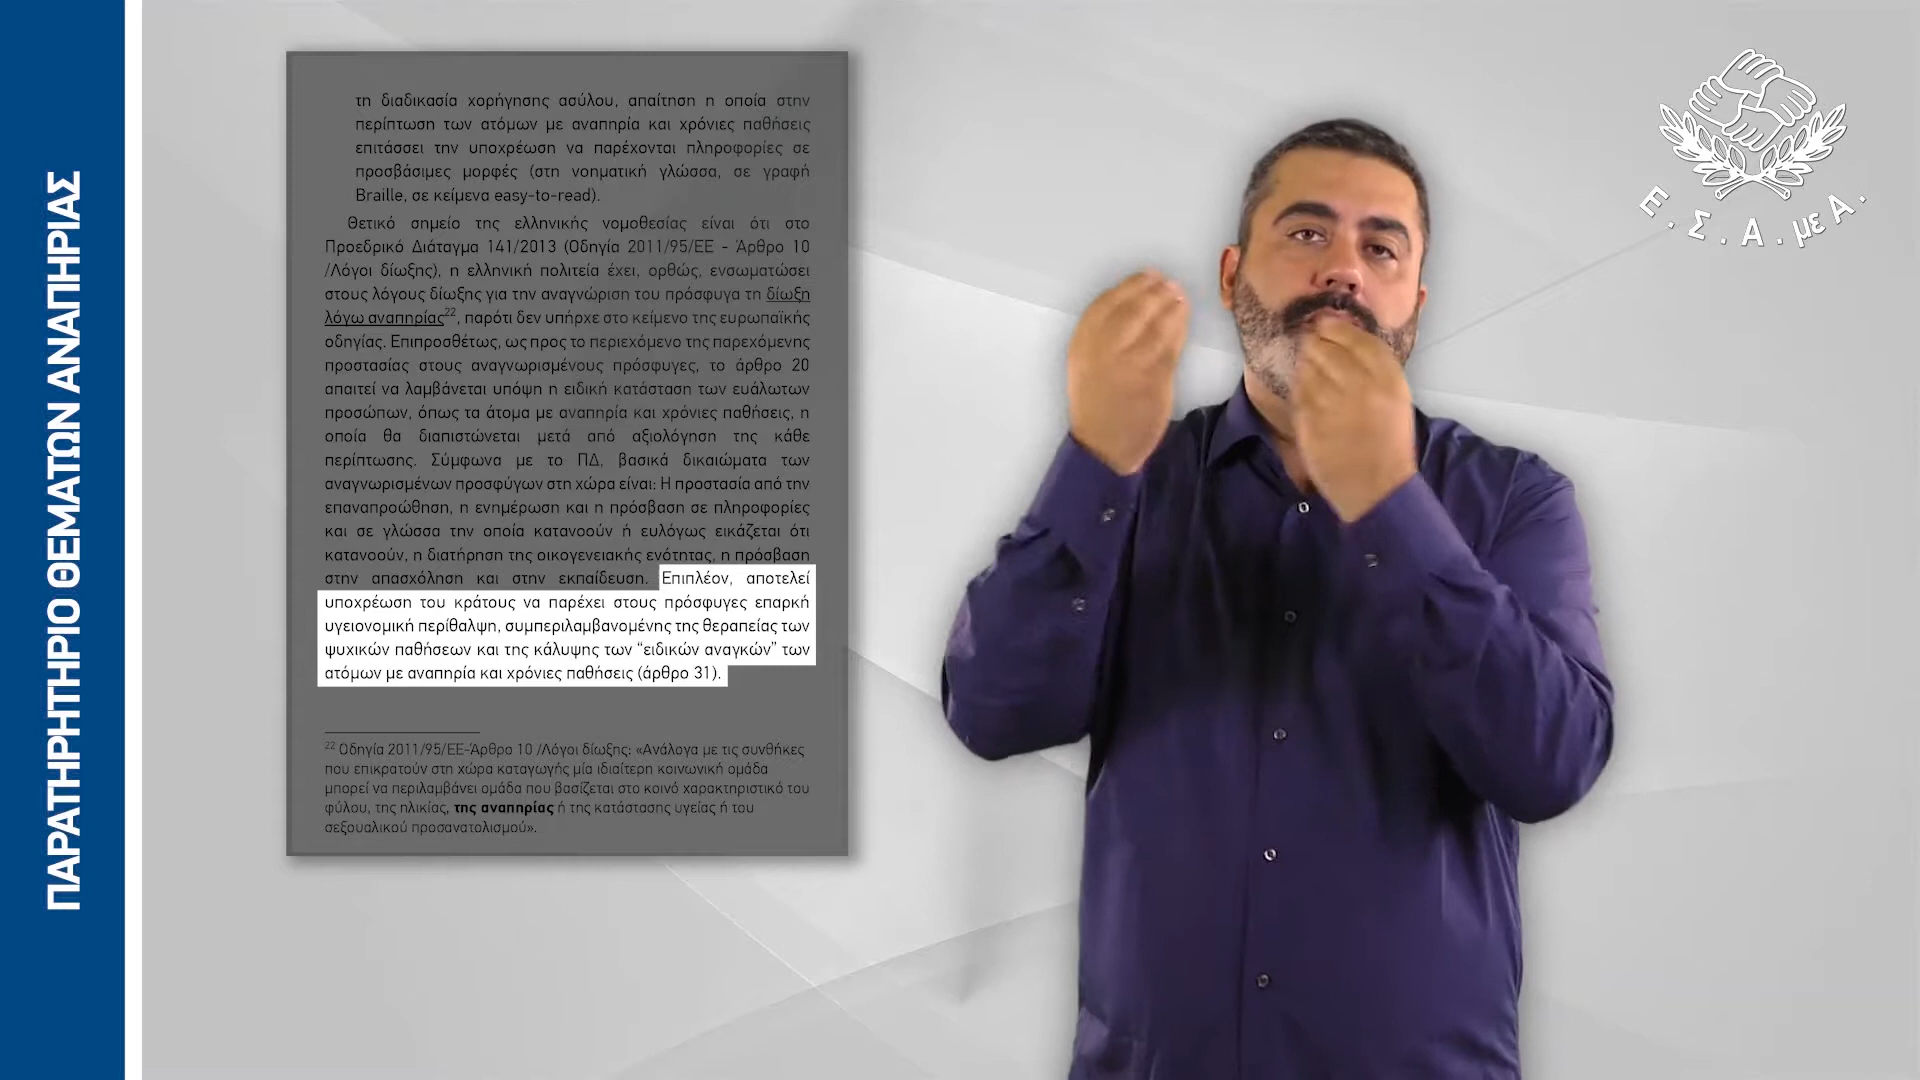 ΠΑΡΑΤΗΡΗΤΗΡΙΟ ΘΕΜΑΤΩΝ ΑΝΑΠΗΡΙΑΣ
τη διαδικασία χορήγησης ασύλου, απαίτηση η οποία στην
περίπτωση των ατόμων με αναπηρία και χρόνιες παθήσεις
επιτάσσει την υποχρέωση να παρέχονται πληροφορίες σε
προσβάσιμες μορφές (στη νοηματική γλώσσα, σε γραφή
Braille, σε κείμενα easy-to-read).
Θετικό σημείο της ελληνικής νομοθεσίας είναι ότι στο
Προεδρικό Διάταγμα 141/2013 (Οδηγία 2011/95/ΕΕ - Άρθρο 10
/Λόγοι δίωξης), η ελληνική πολιτεία έχει, ορθώς, ενσωματώσει
στους λόγους δίωξης για την αναγνώριση του πρόσφυγα τη δίωξη
λόγω αναπηρίας22, παρότι δεν υπήρχε στο κείμενο της ευρωπαϊκής
οδηγίας. Επιπροσθέτως, ως προς το περιεχόμενο της παρεχόμενης
προστασίας στους αναγνωρισμένους πρόσφυγες, το άρθρο 20
απαιτεί να λαμβάνεται υπόψη η ειδική κατάσταση των ευάλωτων
προσώπων, όπως τα άτομα με αναπηρία και χρόνιες παθήσεις, η
οποία θα διαπιστώνεται μετά από αξιολόγηση της κάθε
περίπτωσης. Σύμφωνα με το ΠΔ, βασικά δικαιώματα των
αναγνωρισμένων προσφύγων στη χώρα είναι: Η προστασία από την
επαναπροώθηση, η ενημέρωση και η πρόσβαση σε πληροφορίες
και σε γλώσσα την οποία κατανοούν ή ευλόγως εικάζεται ότι
κατανοούν, η διατήρηση της οικογενειακής ενότητας, η πρόσβαση
στην απασχόληση και στην εκπαίδευση. Επιπλέον, αποτελεί
υποχρέωση του κράτους να παρέχει στους πρόσφυγες επαρκή
υγειονομική περίθαλψη, συμπεριλαμβανομένης της θεραπείας των
ψυχικών παθήσεων και της κάλυψης των “ειδικών αναγκών” των
ατόμων με αναπηρία και χρόνιες παθήσεις (άρθρο 31).
22 Οδηγία 2011/95/ΕΕ-Άρθρο 10 /Λόγοι δίωξης: «Ανάλογα με τις συνθήκες
που επικρατούν στη χώρα καταγωγής μία ιδιαίτερη κοινωνική ομάδα
μπορεί να περιλαμβάνει ομάδα που βασίζεται στο κοινό χαρακτηριστικό του
φύλου, της ηλικίας, της αναπηρίας ή της κατάστασης υγείας ή του
σεξουαλικού προσανατολισμού».
Ε.Σ.Α.μεΑ.